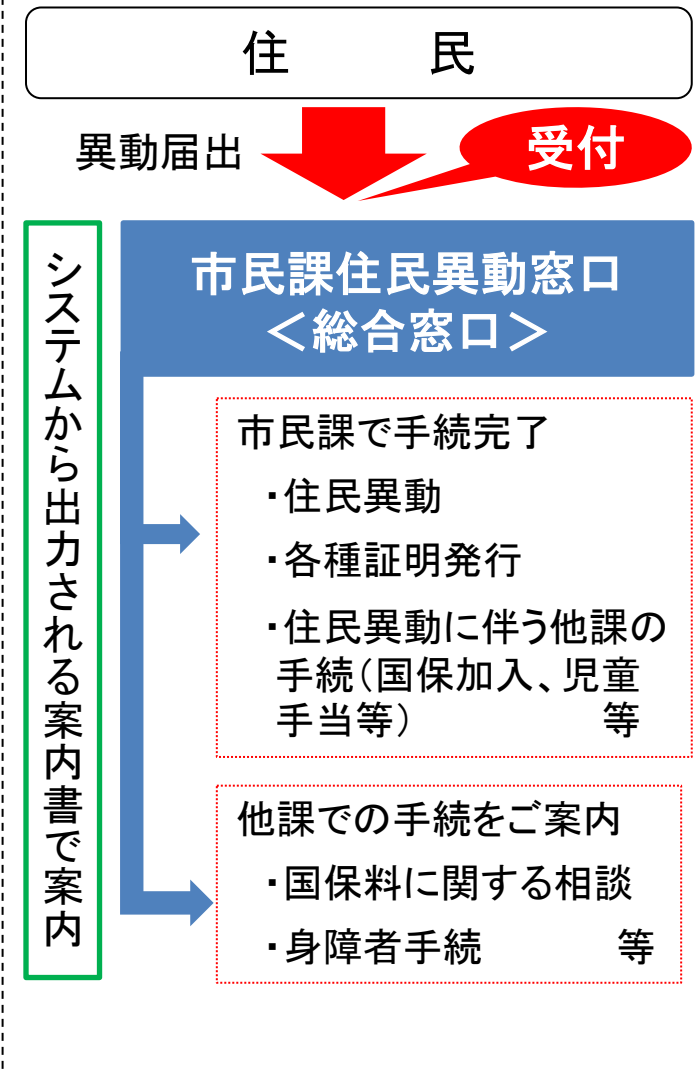 住　民
異動届出
受付
システムから出力される案内書で案内
市民課住民異動窓口
＜総合窓口＞
市民課で手続完了
・住民異動
・各種証明発行
・住民異動に伴う他課の
手続（国保加入、児童
手当等）　等
他課での手続をご案内
・国保料に関する相談
・身障者手続　等